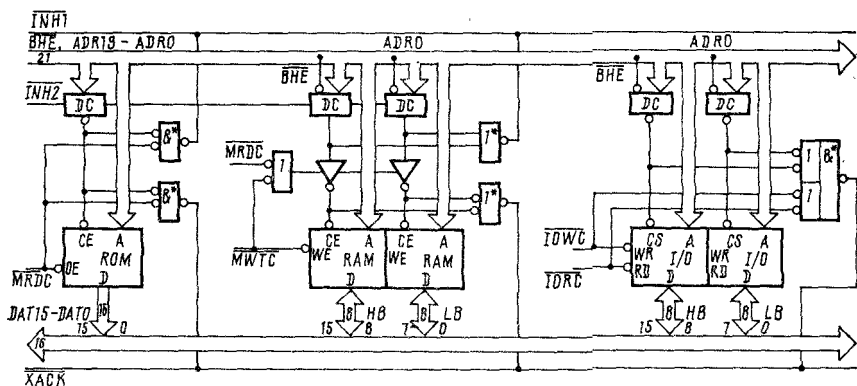 INH1
BHE, ADR19 - ADR0 ADR0 ADR0
21
BHE BHE
INH2 DC DC DC DC DC
&* 1* 1 &*
MRDC 1 1
&* 1*
IOWC
CE A CE A CE A CS A CS A
ROM WE RAM WE RAM WR I/O WR I/O
MRDC OE MWTC RD RD
D D D IORC D D
DAT15-DAT0 16 8 HB 8 LB 8 HB 8 LB
15 0 15 8 7 0 15 8 7 0
16
XACK